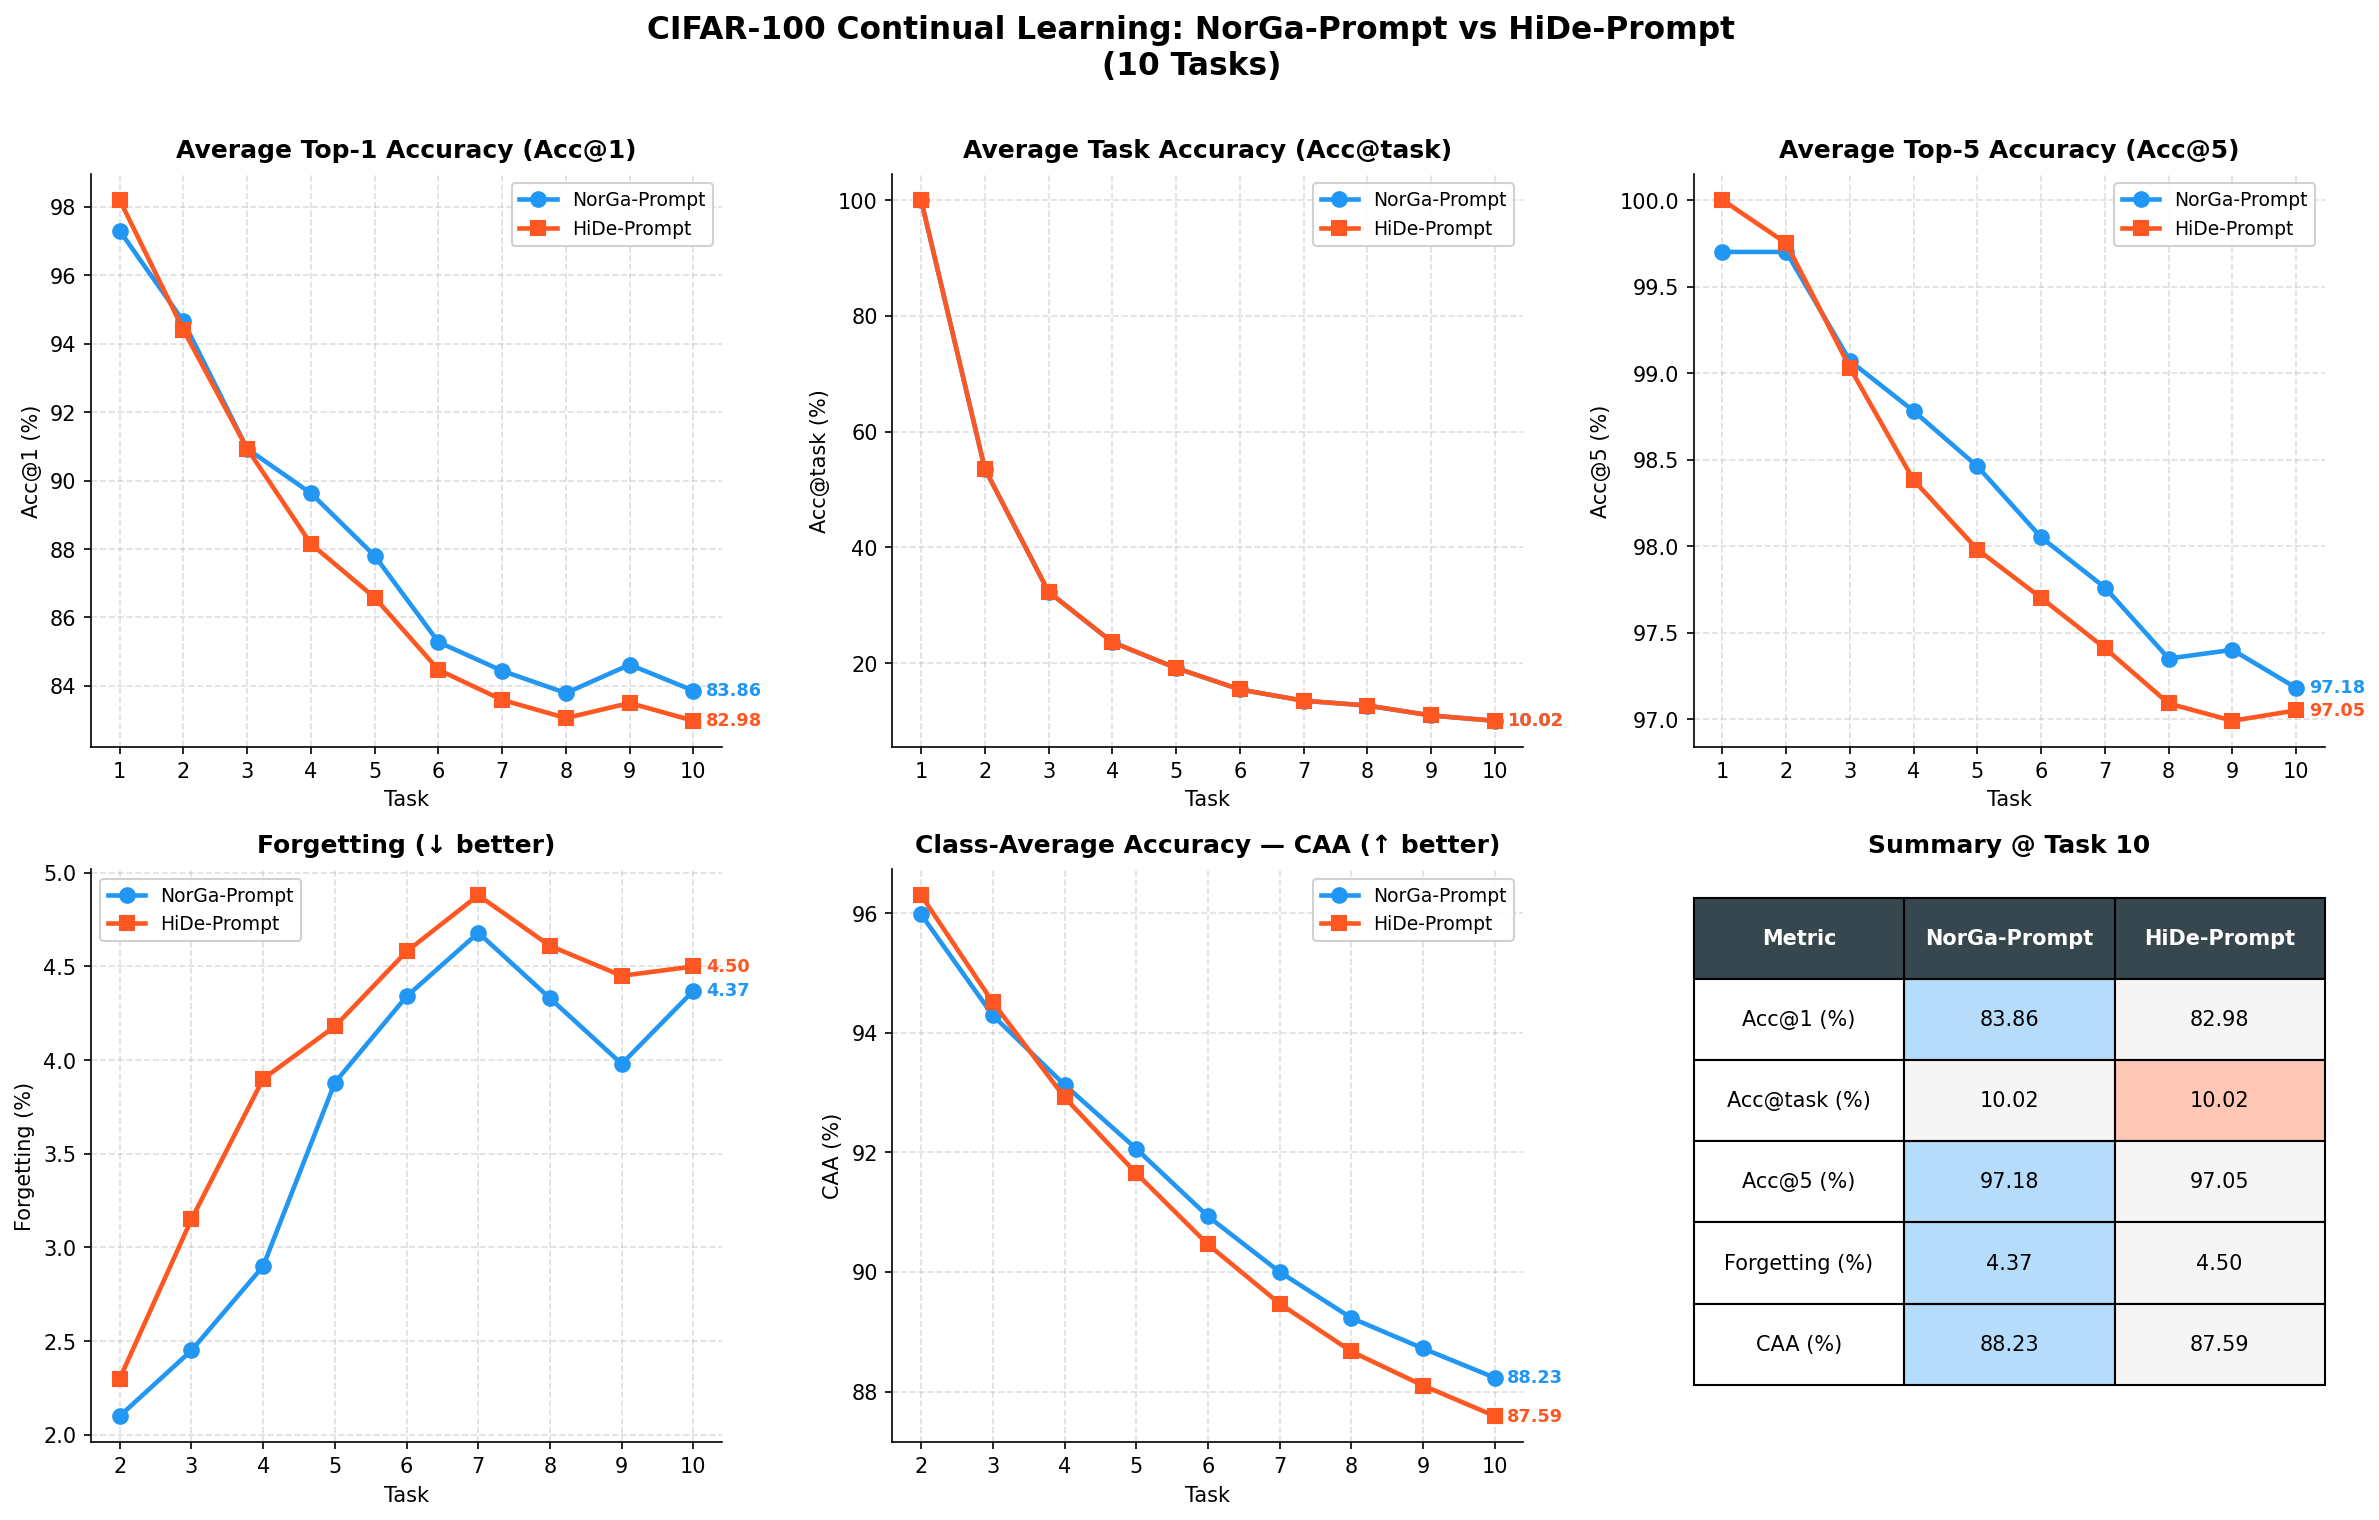 CIFAR-100 Continual Learning: NorGa-Prompt vs HiDe-Prompt
(10 Tasks)
Average Top-1 Accuracy (Acc@1)
NorGa-Prompt
HiDe-Prompt
98
96
94
92
90
88
86
84
Acc@1 (%)
83.86
82.98
1 2 3 4 5 6 7 8 9 10
Task
Average Task Accuracy (Acc@task)
NorGa-Prompt
HiDe-Prompt
100
80
60
40
20
Acc@task (%)
10.02
1 2 3 4 5 6 7 8 9 10
Task
Average Top-5 Accuracy (Acc@5)
NorGa-Prompt
HiDe-Prompt
100.0
99.5
99.0
98.5
98.0
97.5
97.0
Acc@5 (%)
97.18
97.05
1 2 3 4 5 6 7 8 9 10
Task
Forgetting (↓ better)
NorGa-Prompt
HiDe-Prompt
5.0
4.5
4.0
3.5
3.0
2.5
2.0
Forgetting (%)
4.50
4.37
2 3 4 5 6 7 8 9 10
Task
Class-Average Accuracy — CAA (↑ better)
NorGa-Prompt
HiDe-Prompt
96
94
92
90
88
CAA (%)
88.23
87.59
2 3 4 5 6 7 8 9 10
Task
Summary @ Task 10
Metric NorGa-Prompt HiDe-Prompt
Acc@1 (%) 83.86 82.98
Acc@task (%) 10.02 10.02
Acc@5 (%) 97.18 97.05
Forgetting (%) 4.37 4.50
CAA (%) 88.23 87.59